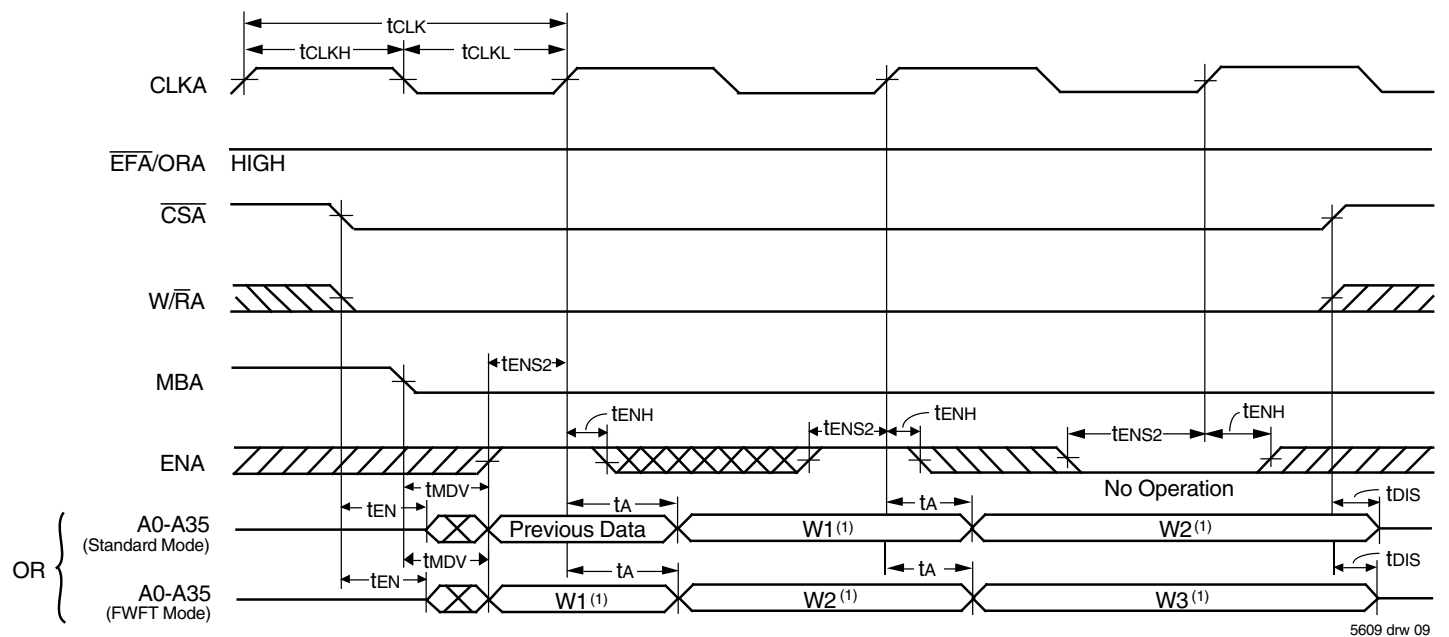 tCLK
tCLKH
tCLKL
CLKA
EFA/ORA HIGH
CSA
W/RA
tENS2
MBA
tENH
tENS2
tENH
tENS2
tENH
ENA
No Operation
tMDV
tEN
tA
tA
tDIS
A0-A35
(Standard Mode)
Previous Data
W1(1)
W2(1)
OR
tMDV
tEN
tA
tA
tDIS
A0-A35
(FWFT Mode)
W1(1)
W2(1)
W3(1)
5609 drw 09